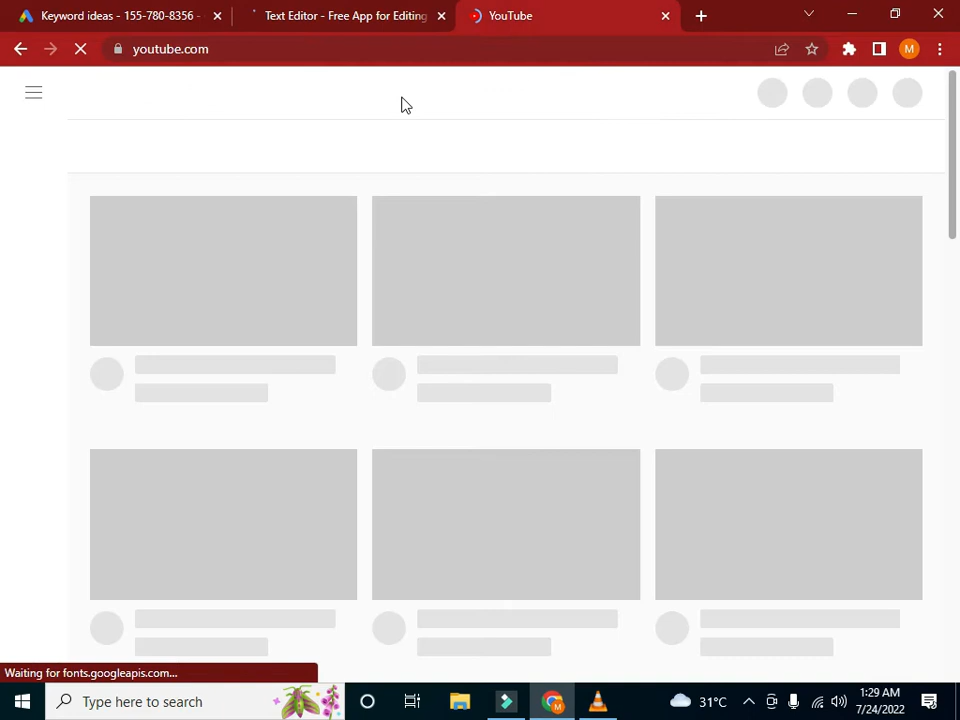 Keyword ideas - 155-780-8356 -
Text Editor - Free App for Editing
YouTube
youtube.com
M
Waiting for fonts.googleapis.com...
Type here to search
31°C
1:29 AM
7/24/2022